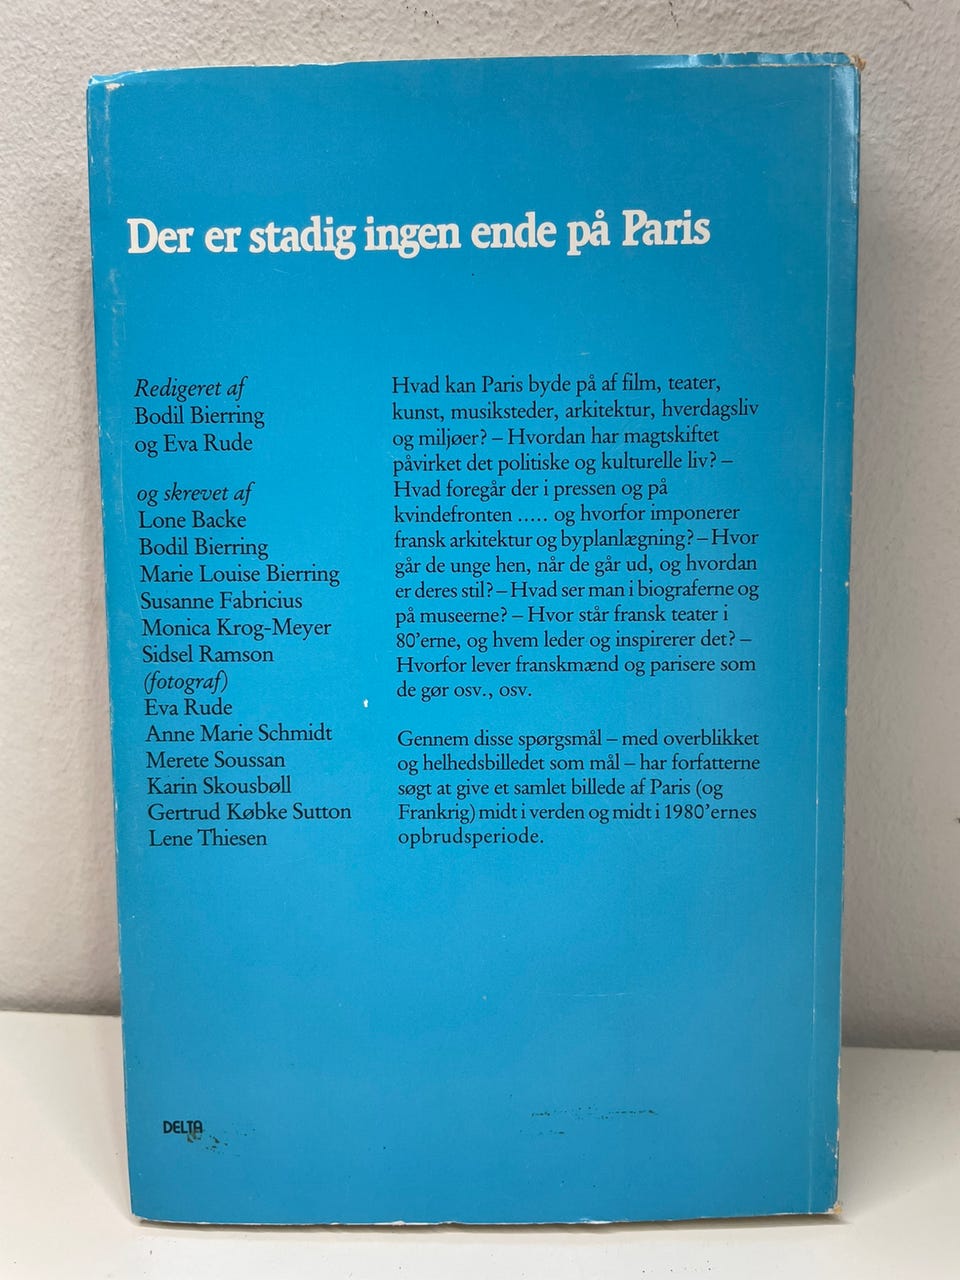 Der er stadig ingen ende på Paris
Redigeret af
Bodil Bierring
og Eva Rude
og skrevet af
Lone Backe
Bodil Bierring
Marie Louise Bierring
Susanne Fabricius
Monica Krog-Meyer
Sidsel Ramson
(fotograf)
Eva Rude
Anne Marie Schmidt
Merete Soussan
Karin Skousbøll
Gertrud Købke Sutton
Lene Thiesen
Hvad kan Paris byde på af film, teater,
kunst, musiksteder, arkitektur, hverdagsliv
og miljøer? – Hvordan har magtskiftet
påvirket det politiske og kulturelle liv? –
Hvad foregår der i pressen og på
kvindefronten ..... og hvorfor imponerer
fransk arkitektur og byplanlægning? – Hvor
går de unge hen, når de går ud, og hvordan
er deres stil? – Hvad ser man i biograferne og
på museerne? – Hvor står fransk teater i
80’erne, og hvem leder og inspirerer det? –
Hvorfor lever franskmænd og parisere som
de gør osv., osv.
Gennem disse spørgsmål – med overblikket
og helhedsbilledet som mål – har forfatterne
søgt at give et samlet billede af Paris (og
Frankrig) midt i verden og midt i 1980’ernes
opbrudsperiode.
DELTA